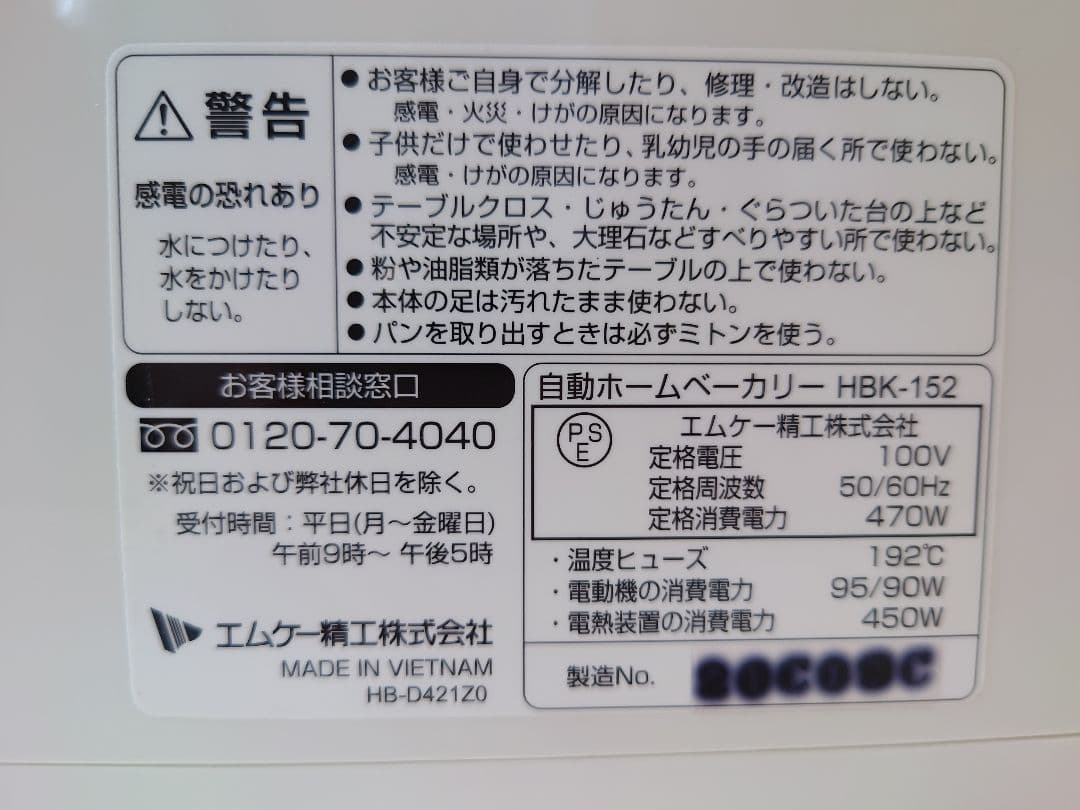 警告
感電の恐れあり
水につけたり、
水をかけたり
しない。
●お客様ご自身で分解したり、修理・改造はしない。
感電・火災・けがの原因になります。
●子供だけで使わせたり、乳幼児の手の届く所で使わない。
感電・けがの原因になります。
●テーブルクロス・じゅうたん・ぐらついた台の上など
不安定な場所や、大理石などすべりやすい所で使わない。
●粉や油脂類が落ちたテーブルの上で使わない。
●本体の足は汚れたまま使わない。
●パンを取り出すときは必ずミトンを使う。
お客様相談窓口
0120-70-4040
※祝日および弊社休日を除く。
受付時間：平日(月〜金曜日)
午前9時〜 午後5時
エムケー精工株式会社
MADE IN VIETNAM
HB-D421Z0
自動ホームベーカリー HBK-152
PSE
エムケー精工株式会社
定格電圧 100V
定格周波数 50/60Hz
定格消費電力 470W
・温度ヒューズ 192℃
・電動機の消費電力 95/90W
・電熱装置の消費電力 450W
製造No.